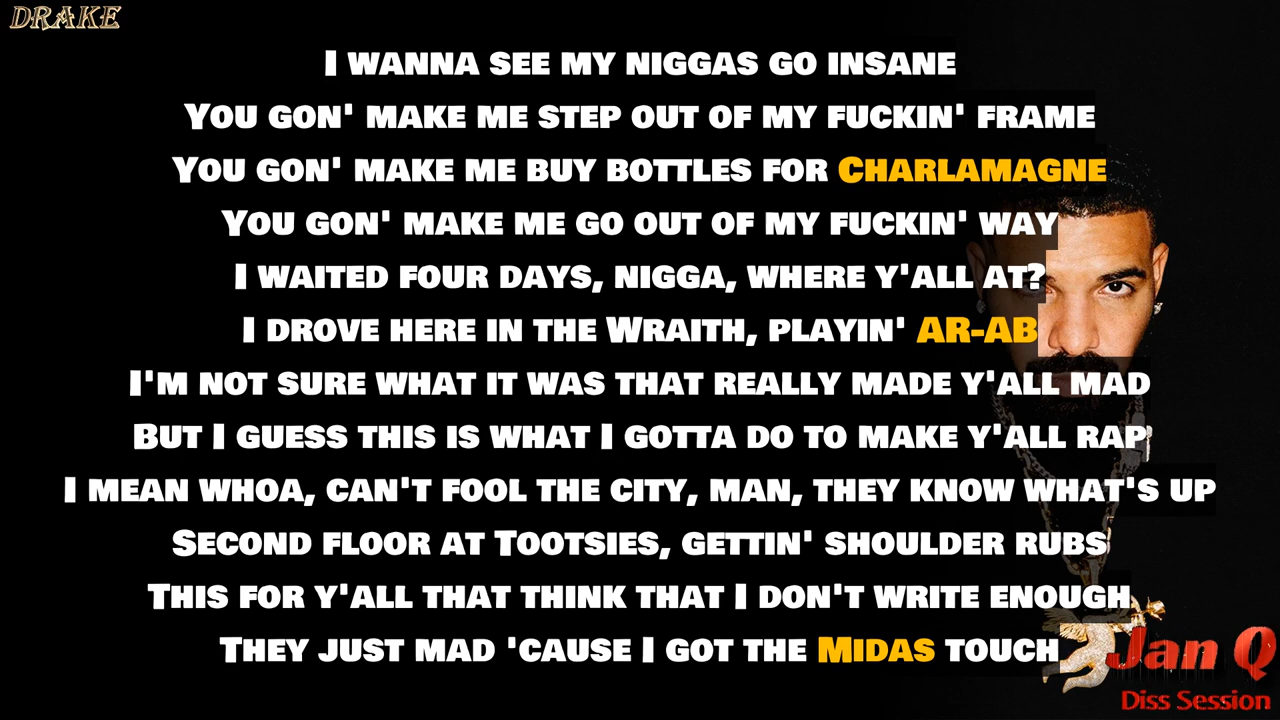 DRAKE
I WANNA SEE MY NIGGAS GO INSANE
YOU GON' MAKE ME STEP OUT OF MY FUCKIN' FRAME
YOU GON' MAKE ME BUY BOTTLES FOR CHARLAMAGNE
YOU GON' MAKE ME GO OUT OF MY FUCKIN' WAY
I WAITED FOUR DAYS, NIGGA, WHERE Y'ALL AT?
I DROVE HERE IN THE WRAITH, PLAYIN' AR-AB
I'M NOT SURE WHAT IT WAS THAT REALLY MADE Y'ALL MAD
BUT I GUESS THIS IS WHAT I GOTTA DO TO MAKE Y'ALL RAP
I MEAN WHOA, CAN'T FOOL THE CITY, MAN, THEY KNOW WHAT'S UP
SECOND FLOOR AT TOOTSIES, GETTIN' SHOULDER RUBS
THIS FOR Y'ALL THAT THINK THAT I DON'T WRITE ENOUGH
THEY JUST MAD 'CAUSE I GOT THE MIDAS TOUCH
Jan Q
Diss Session